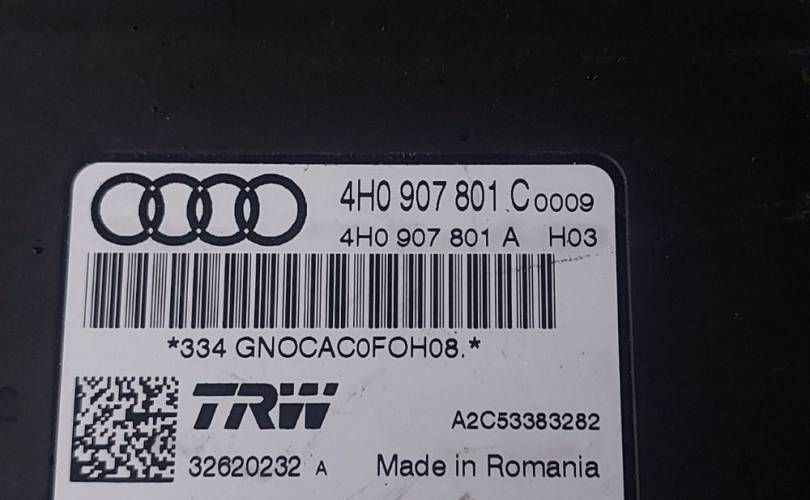 4H0 907 801 C 0009
4H0 907 801 A H03
*334 GNOCAC0FOH08.*
TRW
A2C53383282
32620232 A Made in Romania